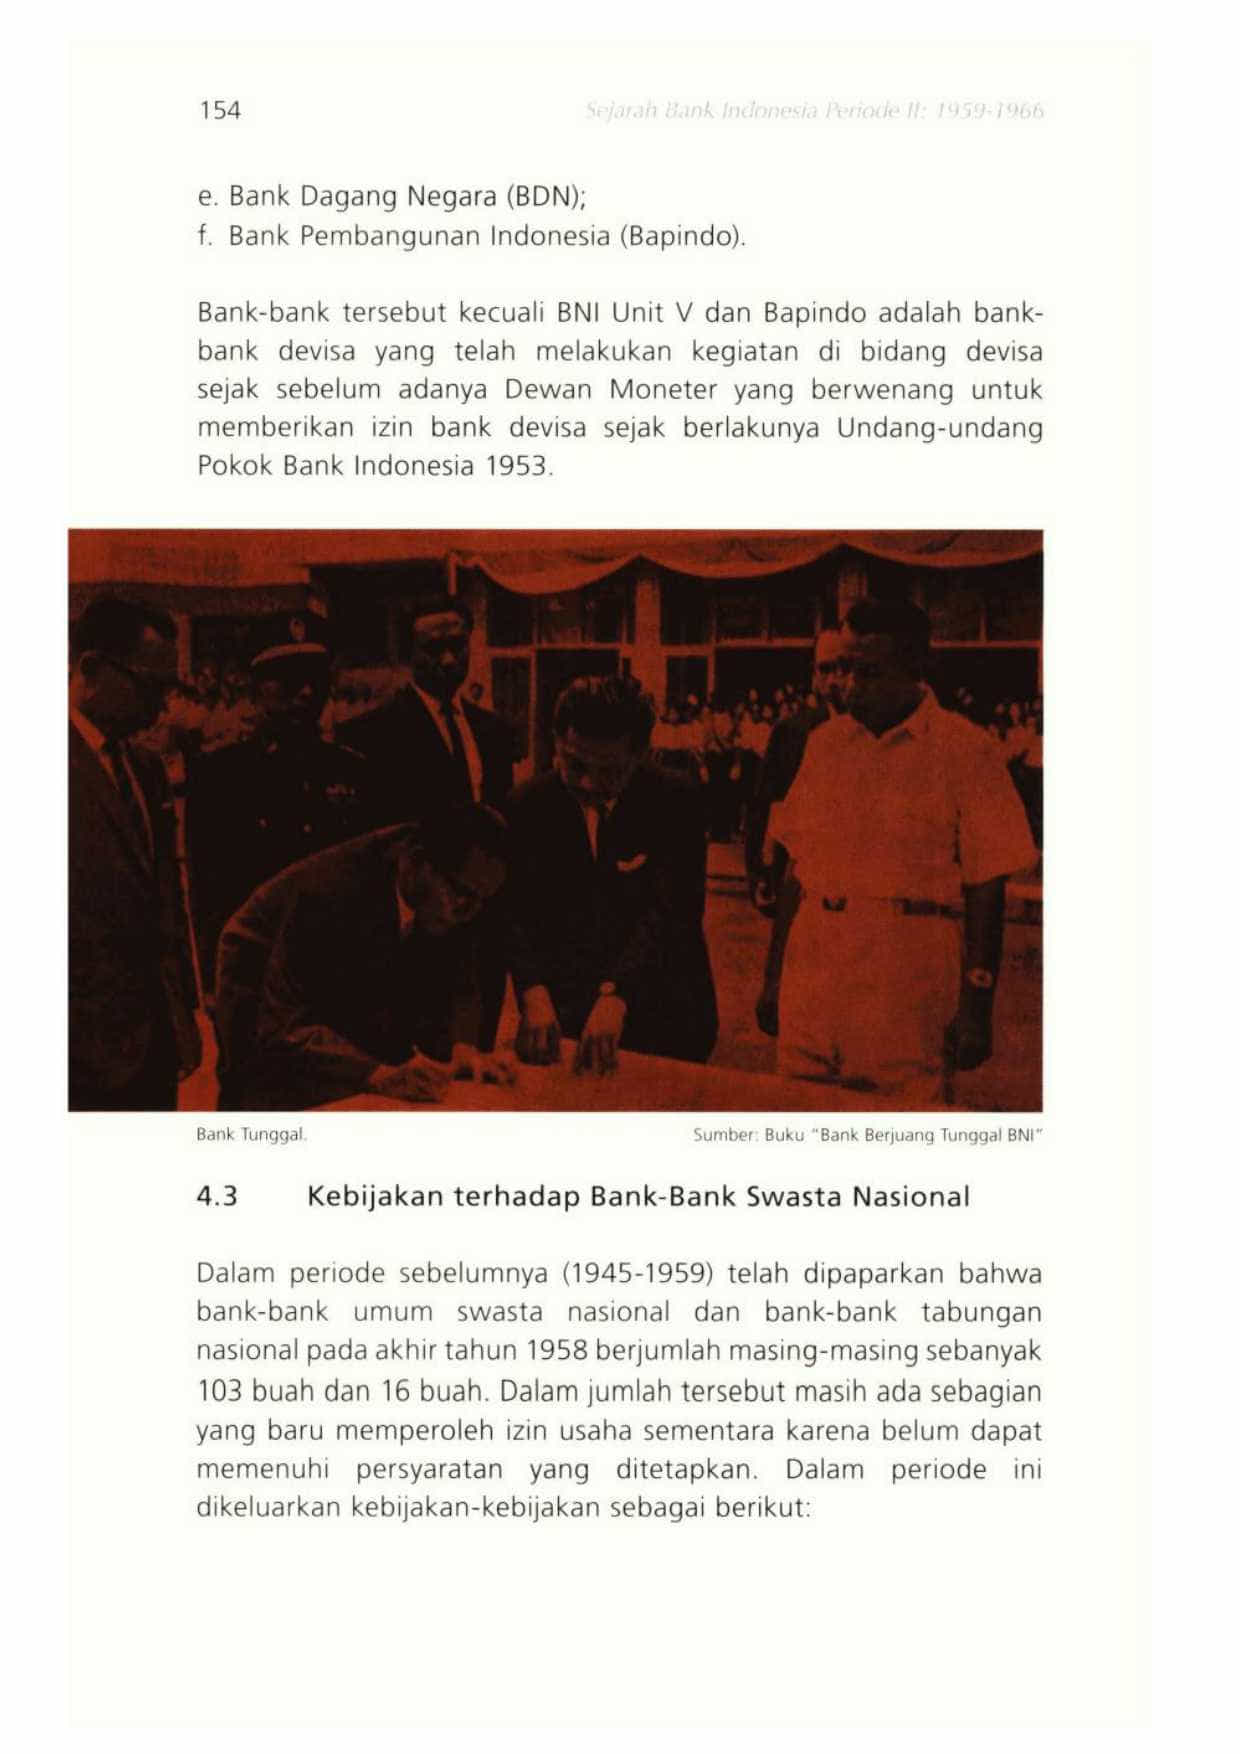 154
Sejarah Bank Indonesia Periode II: 1959-1966
e. Bank Dagang Negara (BDN);
f. Bank Pembangunan Indonesia (Bapindo).
Bank-bank tersebut kecuali BNI Unit V dan Bapindo adalah bank-
bank devisa yang telah melakukan kegiatan di bidang devisa
sejak sebelum adanya Dewan Moneter yang berwenang untuk
memberikan izin bank devisa sejak berlakunya Undang-undang
Pokok Bank Indonesia 1953.
Bank Tunggal.
Sumber: Buku "Bank Berjuang Tunggal BNI"
4.3 Kebijakan terhadap Bank-Bank Swasta Nasional
Dalam periode sebelumnya (1945-1959) telah dipaparkan bahwa
bank-bank umum swasta nasional dan bank-bank tabungan
nasional pada akhir tahun 1958 berjumlah masing-masing sebanyak
103 buah dan 16 buah. Dalam jumlah tersebut masih ada sebagian
yang baru memperoleh izin usaha sementara karena belum dapat
memenuhi persyaratan yang ditetapkan. Dalam periode ini
dikeluarkan kebijakan-kebijakan sebagai berikut: